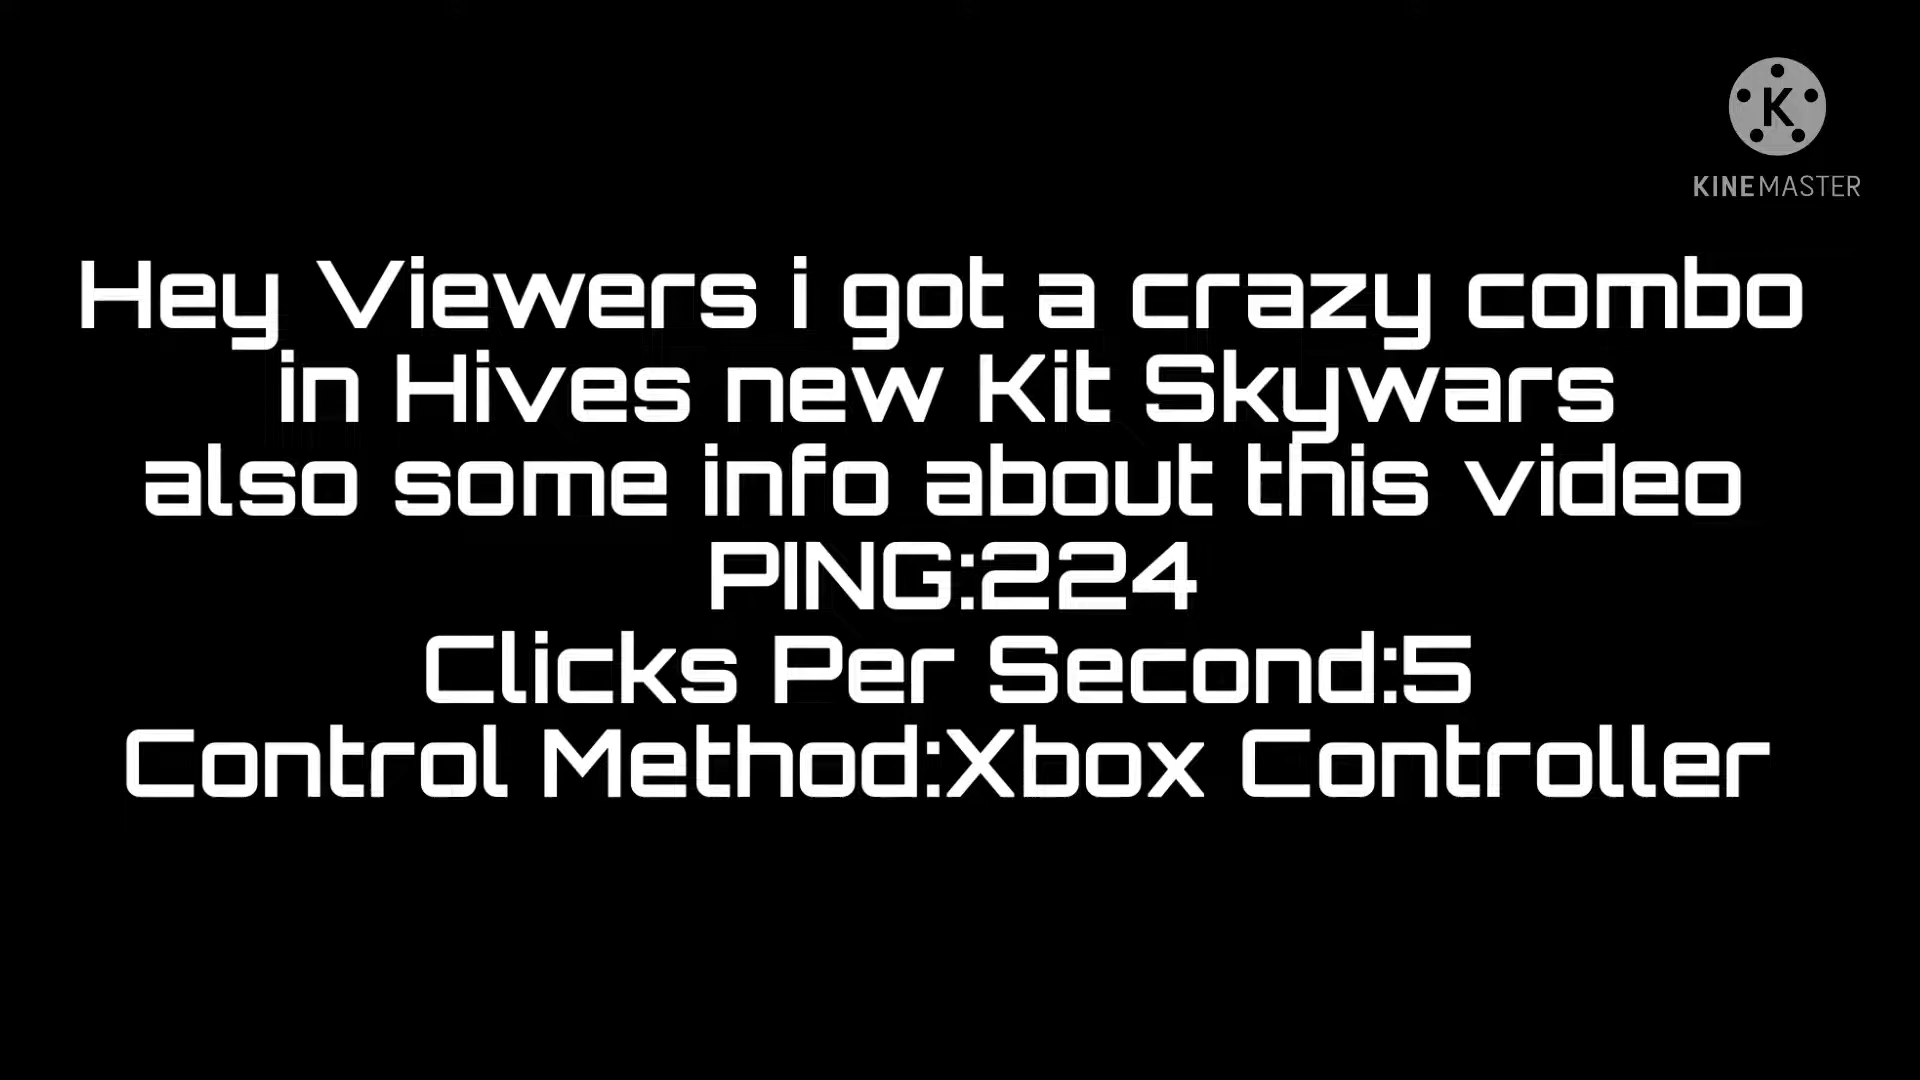 K
KINEMASTER
Hey Viewers i got a crazy combo
in Hives new Kit Skywars
also some info about this video
PING:224
Clicks Per Second:5
Control Method:Xbox Controller